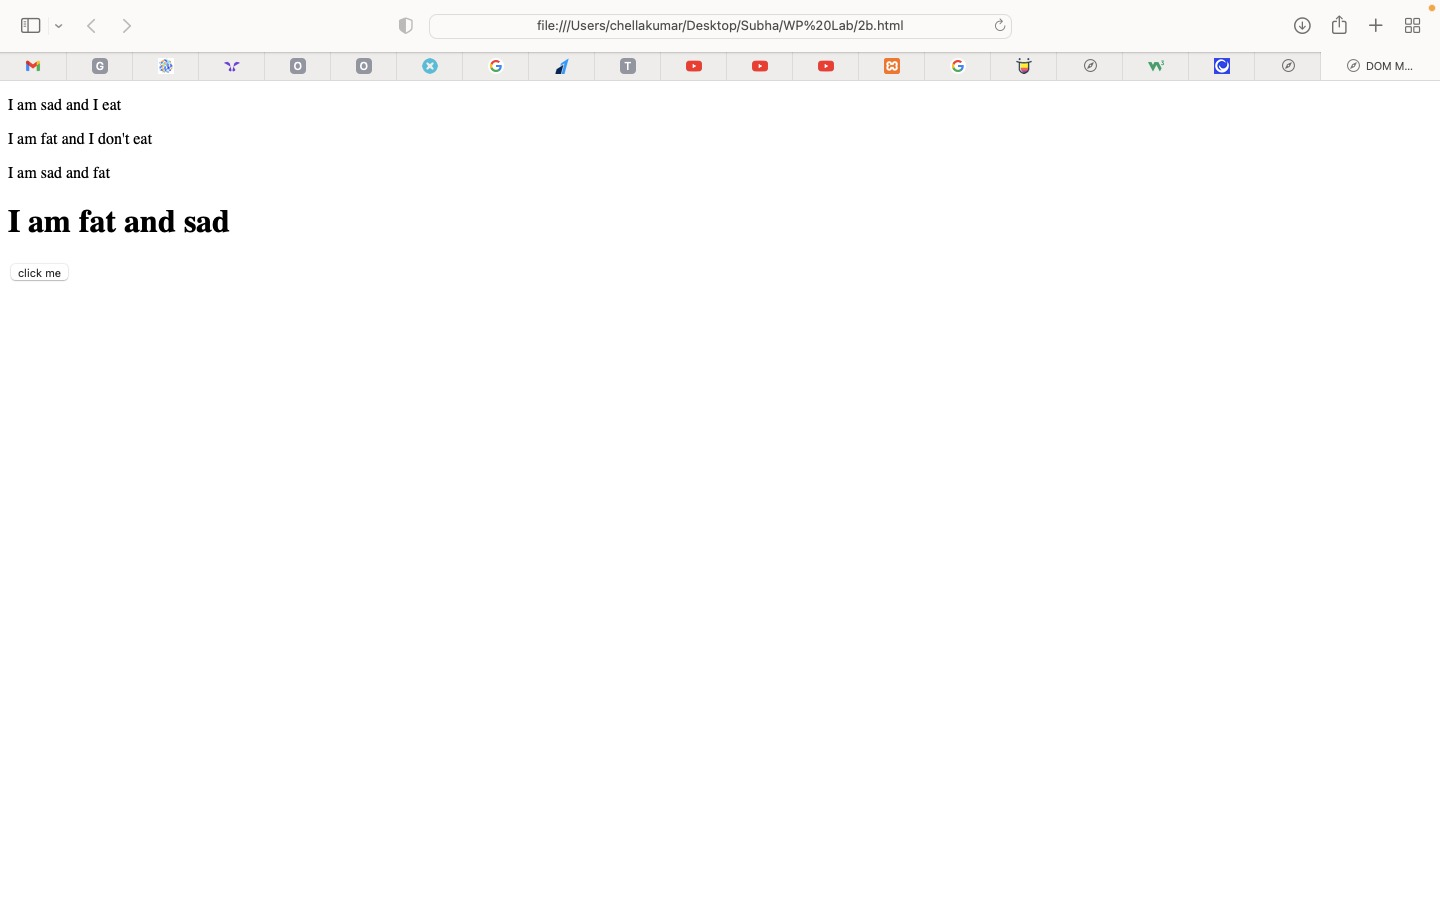 file:///Users/chellakumar/Desktop/Subha/WP%20Lab/2b.html
G
O
O
G
T
W3
DOM M...
I am sad and I eat
I am fat and I don't eat
I am sad and fat
I am fat and sad
click me